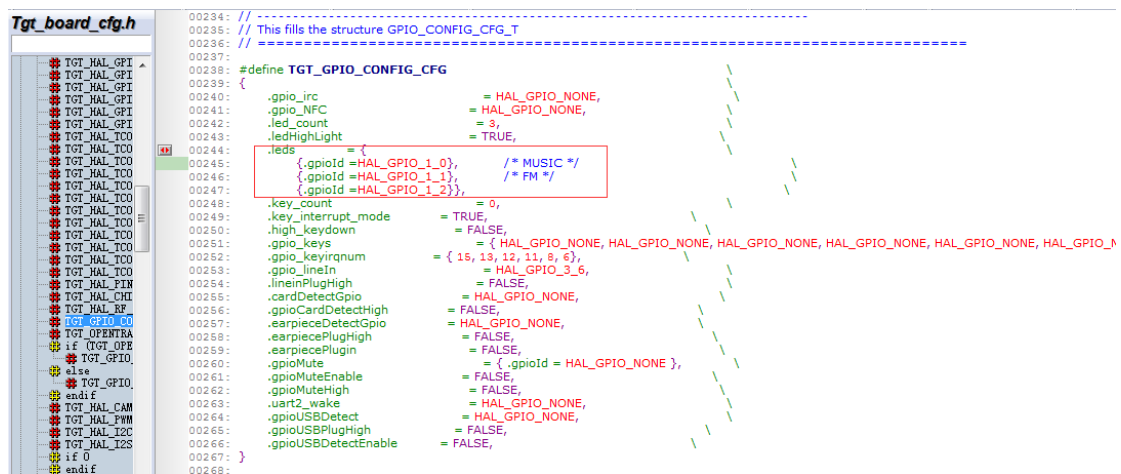 Tgt_board_cfg.h
TGT_HAL_GPI
TGT_HAL_GPI
TGT_HAL_GPI
TGT_HAL_GPI
TGT_HAL_GPI
TGT_HAL_GPI
TGT_HAL_TCO
TGT_HAL_TCO
TGT_HAL_TCO
TGT_HAL_TCO
TGT_HAL_TCO
TGT_HAL_TCO
TGT_HAL_TCO
TGT_HAL_TCO
TGT_HAL_TCO
TGT_HAL_TCO
TGT_HAL_TCO
TGT_HAL_TCO
TGT_HAL_PIN
TGT_HAL_CHI
TGT_HAL_RF_
TGT_GPIO_CO
TGT_OPENTRA
if (TGT_OPE
TGT_GPIO_
else
TGT_GPIO_
endif
TGT_HAL_CAM
TGT_HAL_PWM
TGT_HAL_I2C
TGT_HAL_I2S
if 0
endif
00234: // ------------------------------------------------------------
00235: // This fills the structure GPIO_CONFIG_CFG_T
00236: // =============================================================================
00237:
00238: #define TGT_GPIO_CONFIG_CFG \
00239: { \
00240: .gpio_irc = HAL_GPIO_NONE, \
00241: .gpio_NFC = HAL_GPIO_NONE, \
00242: .led_count = 3, \
00243: .ledHighLight = TRUE, \
00244: .leds = { \
00245: {.gpioId =HAL_GPIO_1_0}, /* MUSIC */ \
00246: {.gpioId =HAL_GPIO_1_1}, /* FM */ \
00247: {.gpioId =HAL_GPIO_1_2}}, \
00248: .key_count = 0, \
00249: .key_interrupt_mode = TRUE, \
00250: .high_keydown = FALSE, \
00251: .gpio_keys = { HAL_GPIO_NONE, HAL_GPIO_NONE, HAL_GPIO_NONE, HAL_GPIO_NONE, HAL_GPIO_NONE, HAL_GPIO_N
00252: .gpio_keyirqnum = { 15, 13, 12, 11, 8, 6}, \
00253: .gpio_lineIn = HAL_GPIO_3_6, \
00254: .lineinPlugHigh = FALSE, \
00255: .cardDetectGpio = HAL_GPIO_NONE, \
00256: .gpioCardDetectHigh = FALSE, \
00257: .earpieceDetectGpio = HAL_GPIO_NONE, \
00258: .earpiecePlugHigh = FALSE, \
00259: .earpiecePlugin = FALSE, \
00260: .gpioMute = { .gpioId = HAL_GPIO_NONE }, \
00261: .gpioMuteEnable = FALSE, \
00262: .gpioMuteHigh = FALSE, \
00263: .uart2_wake = HAL_GPIO_NONE, \
00264: .gpioUSBDetect = HAL_GPIO_NONE, \
00265: .gpioUSBPlugHigh = FALSE, \
00266: .gpioUSBDetectEnable = FALSE, \
00267: }
00268: